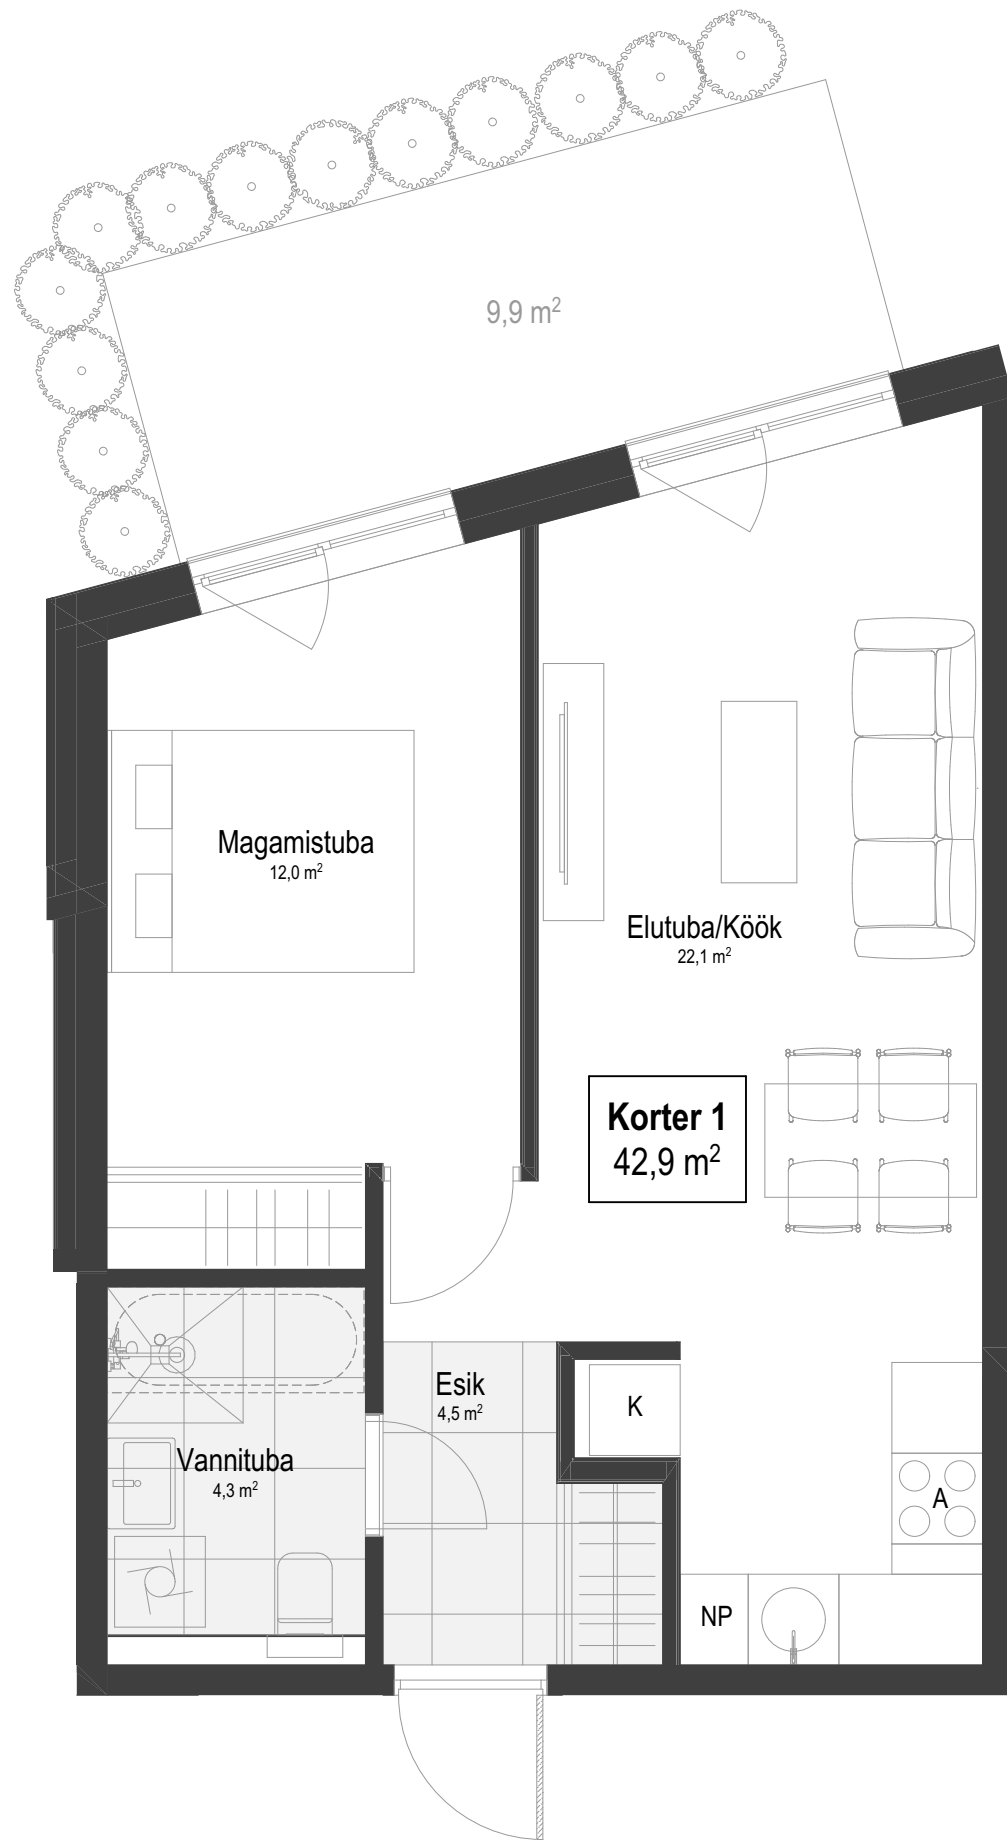 9,9 m²
Magamistuba
12,0 m²
Elutuba/Köök
22,1 m²
Korter 1
42,9 m²
Esik
4,5 m²
K
Vannituba
4,3 m²
A
NP